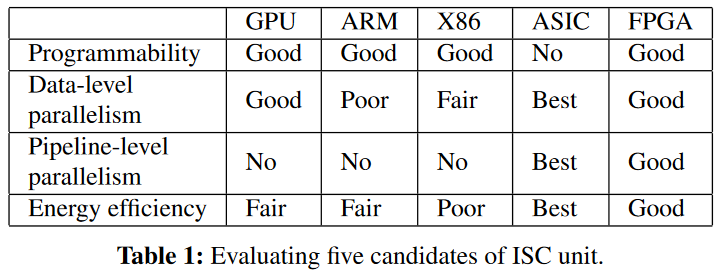 GPU ARM X86 ASIC FPGA
Programmability Good Good Good No Good
Data-level
parallelism Good Poor Fair Best Good
Pipeline-level
parallelism No No No Best Good
Energy efficiency Fair Fair Poor Best Good
Table 1: Evaluating five candidates of ISC unit.